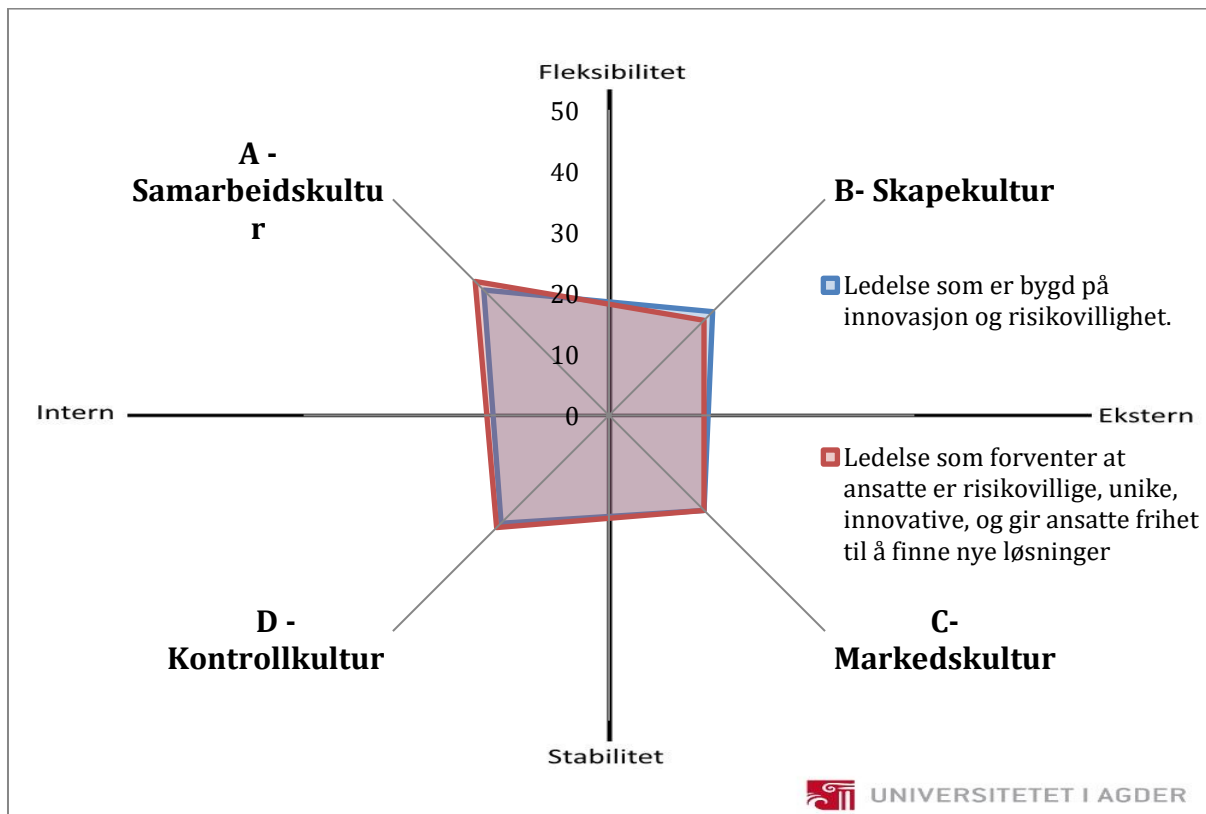 Fleksibilitet
50
40
30
20
10
0
A -
Samarbeidskultu
r
B- Skapekultur
Ledelse som er bygd på
innovasjon og risikovillighet.
Intern
Ekstern
Ledelse som forventer at
ansatte er risikovillige, unike,
innovative, og gir ansatte frihet
til å finne nye løsninger
D -
Kontrollkultur
C-
Markedskultur
Stabilitet
UNIVERSITETET I AGDER